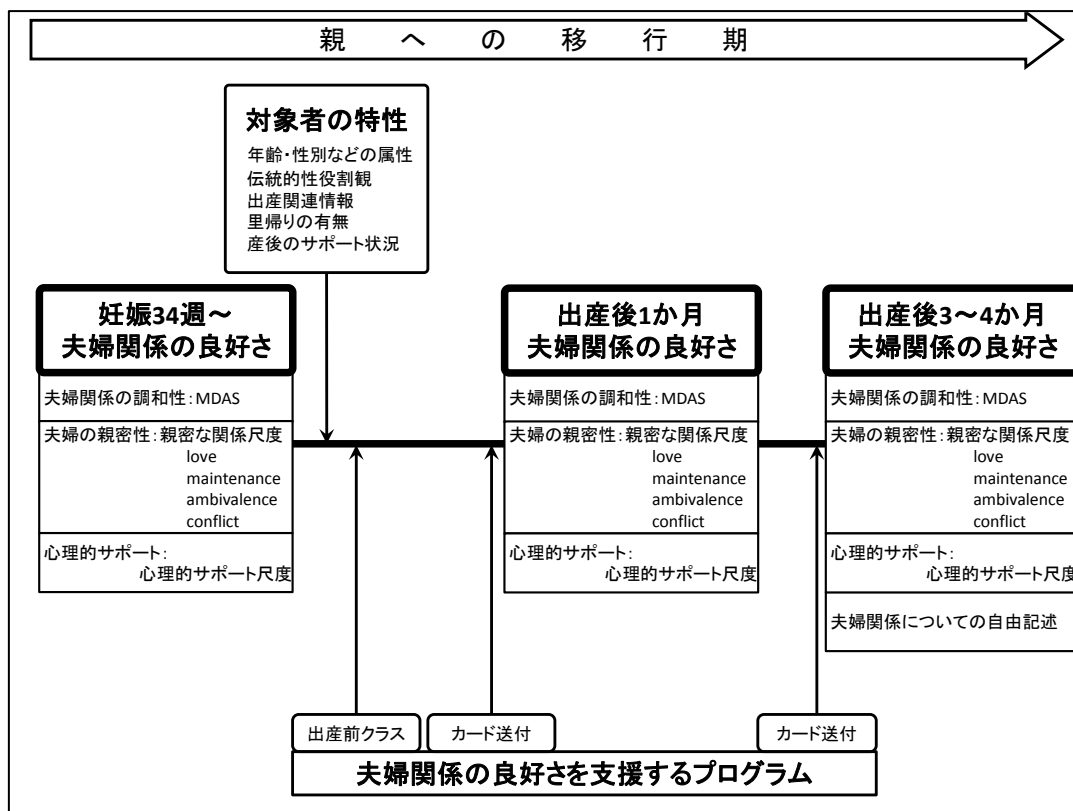 親への移行期
対象者の特性
年齢・性別などの属性
伝統的性役割観
出産関連情報
里帰りの有無
産後のサポート状況
妊娠34週～
夫婦関係の良好さ
夫婦関係の調和性：MDAS
夫婦の親密性：親密な関係尺度
love
maintenance
ambivalence
conflict
心理的サポート：
心理的サポート尺度
出産後1か月
夫婦関係の良好さ
夫婦関係の調和性：MDAS
夫婦の親密性：親密な関係尺度
love
maintenance
ambivalence
conflict
心理的サポート：
心理的サポート尺度
出産後3～4か月
夫婦関係の良好さ
夫婦関係の調和性：MDAS
夫婦の親密性：親密な関係尺度
love
maintenance
ambivalence
conflict
心理的サポート：
心理的サポート尺度
夫婦関係についての自由記述
出産前クラス
カード送付
カード送付
夫婦関係の良好さを支援するプログラム